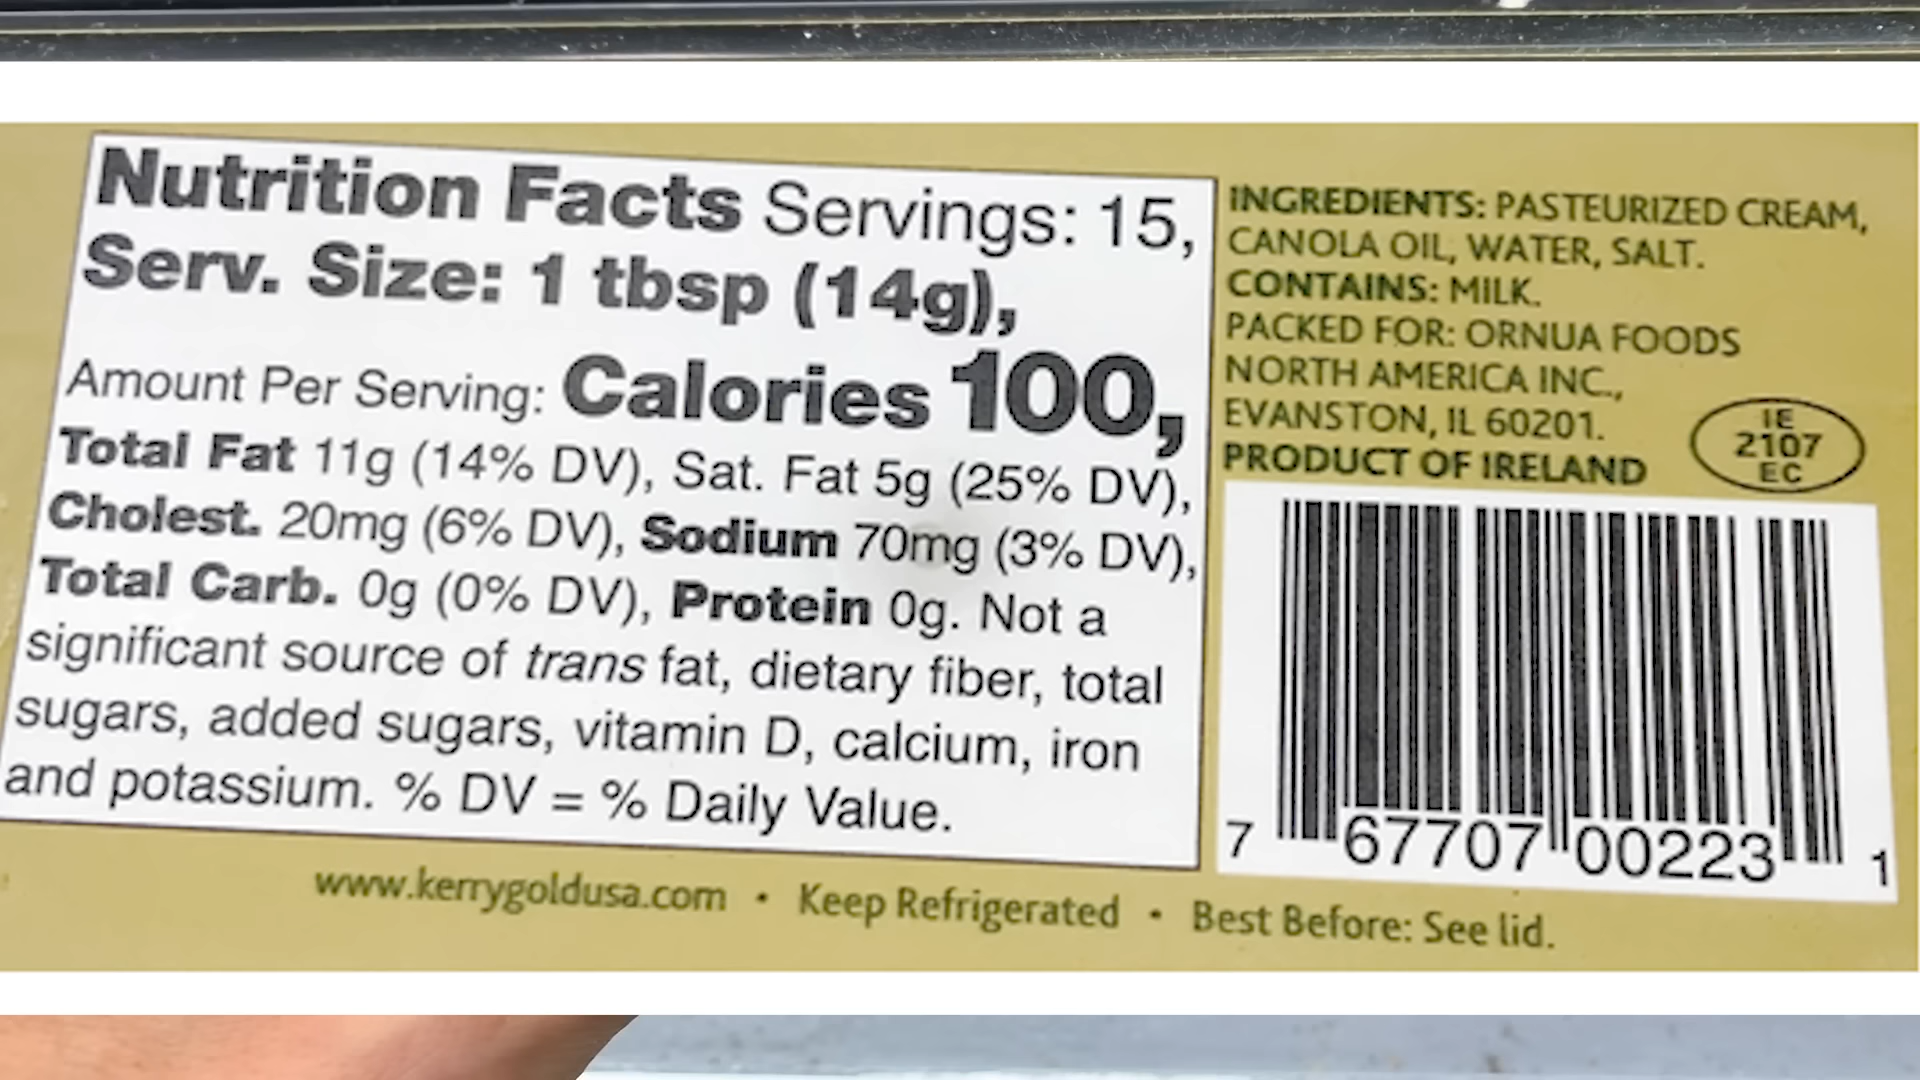 Nutrition Facts Servings: 15,
Serv. Size: 1 tbsp (14g),
Amount Per Serving: Calories 100,
Total Fat 11g (14% DV), Sat. Fat 5g (25% DV),
Cholest. 20mg (6% DV), Sodium 70mg (3% DV),
Total Carb. 0g (0% DV), Protein 0g. Not a
significant source of trans fat, dietary fiber, total
sugars, added sugars, vitamin D, calcium, iron
and potassium. % DV = % Daily Value.
INGREDIENTS: PASTEURIZED CREAM,
CANOLA OIL, WATER, SALT.
CONTAINS: MILK.
PACKED FOR: ORNUA FOODS
NORTH AMERICA INC.,
EVANSTON, IL 60201.
PRODUCT OF IRELAND
IE
2107
EC
7 67707 00223 1
www.kerrygoldusa.com • Keep Refrigerated • Best Before: See lid.